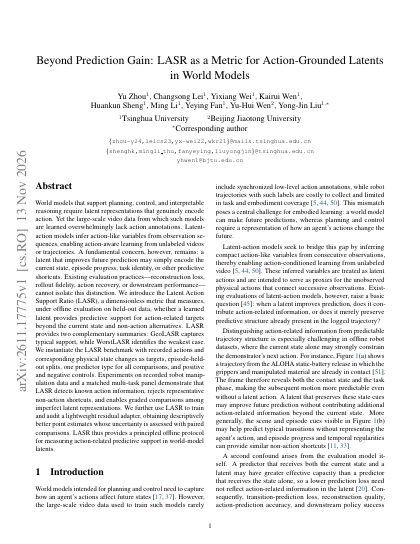 Beyond Prediction Gain: LASR as a Metric for Action-Grounded Latents
in World Models
Yu Zhou¹, Changsong Lei¹, Yixiang Wei¹, Kairui Wen¹,
Huankun Sheng¹, Ming Li¹, Yeying Fan¹, Yu-Hui Wen², Yong-Jin Liu¹,*
¹Tsinghua University ²Beijing Jiaotong University
*Corresponding author
{zhou-y24,leics23,yx-wei22,wkr21}@mails.tsinghua.edu.cn
{shenghk,mingli_thu,fanyeying,liuyongjin}@tsinghua.edu.cn
yhwen1@bjtu.edu.cn
arXiv:2611.17775v1 [cs.RO] 13 Nov 2026
Abstract
World models that support planning, control, and interpretable
reasoning require latent representations that genuinely encode
action. Yet the large-scale video data from which such models
are learned overwhelmingly lack action annotations. Latent-
action models infer action-like variables from observation se-
quences, enabling action-aware learning from unlabeled videos
or trajectories. A fundamental concern, however, remains: a
latent that improves future prediction may simply encode the
current state, episode progress, task identity, or other predictive
shortcuts. Existing evaluation practices—reconstruction loss,
rollout fidelity, action recovery, or downstream performance—
cannot isolate this distinction. We introduce the Latent Action
Support Ratio (LASR), a dimensionless metric that measures,
under offline evaluation on held-out data, whether a learned
latent provides predictive support for action-related targets
beyond the current state and non-action alternatives. LASR
provides two complementary summaries: GeoLASR captures
typical support, while WorstLASR identifies the weakest case.
We instantiate the LASR benchmark with recorded actions and
corresponding physical state changes as targets, episode-held-
out splits, one predictor type for all comparisons, and positive
and negative controls. Experiments on recorded robot manip-
ulation data and a matched multi-task panel demonstrate that
LASR detects known action information, rejects representative
non-action shortcuts, and enables graded comparisons among
imperfect latent representations. We further use LASR to train
and audit a lightweight residual adapter, obtaining descriptively
better point estimates whose uncertainty is assessed with paired
comparisons. LASR thus provides a principled offline protocol
for measuring action-related predictive support in world-model
latents.
1 Introduction
World models intended for planning and control need to capture
how an agent's actions affect future states [17, 37]. However,
the large-scale video data used to train such models rarely
include synchronized low-level action annotations, while robot
trajectories with such labels are costly to collect and limited
in task and embodiment coverage [5, 44, 50]. This mismatch
poses a central challenge for embodied learning: a world model
can make future predictions, whereas planning and control
require a representation of how an agent's actions change the
future.
Latent-action models seek to bridge this gap by inferring
compact action-like variables from consecutive observations,
thereby enabling action-conditioned learning from unlabeled
video [5, 44, 50]. These inferred variables are treated as latent
actions and are intended to serve as proxies for the unobserved
physical actions that connect successive observations. Exist-
ing evaluations of latent-action models, however, raise a basic
question [45]: when a latent improves prediction, does it con-
tribute action-related information, or does it merely preserve
predictive structure already present in the logged trajectory?
Distinguishing action-related information from predictable
trajectory structure is especially challenging in offline robot
datasets, where the current state alone may strongly constrain
the demonstrator's next action. For instance, Figure 1(a) shows
a trajectory of the ALOHA static-battery release in which the
grippers and manipulated material are already in contact [51].
The frame therefore reveals both the contact state and the task
phase, making the subsequent motion more predictable even
without a latent action. A latent that preserves these scene cues
may improve future prediction without contributing additional
action-related information beyond the current state. More
generally, the scene and episode cues visible in Figure 1(b)
may help predict typical transitions without representing the
agent's action, and episode progress and temporal regularities
can provide similar non-action shortcuts [11, 33].
A second confound arises from the evaluation model it-
self. A predictor that receives both the current state and a
latent may have greater effective capacity than a predictor
that receives the state alone, so a lower prediction loss need
not reflect action-related information in the latent [20]. Con-
sequently, transition-prediction loss, reconstruction quality,
action-prediction accuracy, and downstream policy success
1